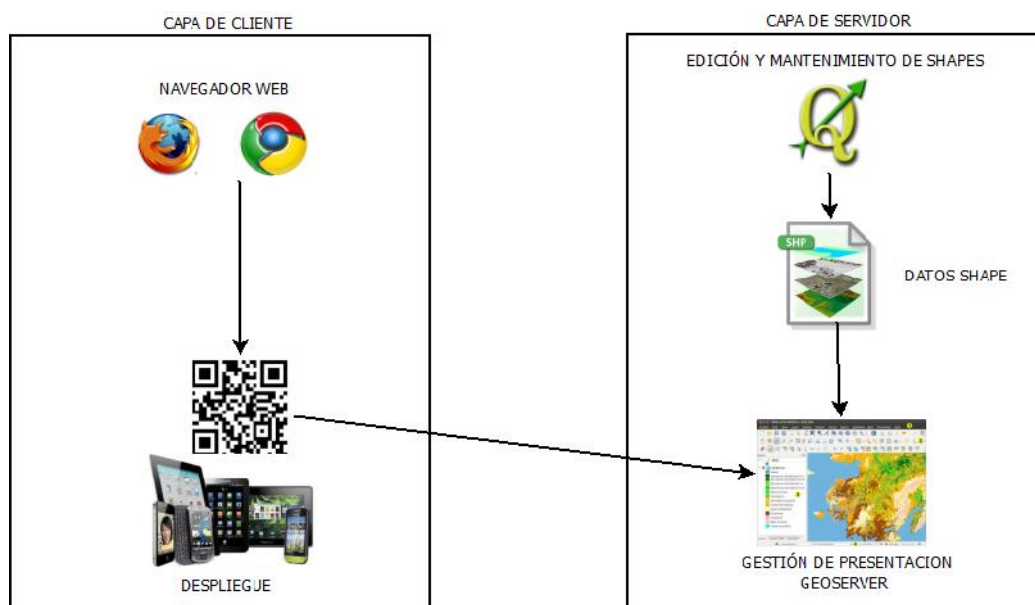 CAPA DE CLIENTE
NAVEGADOR WEB
DESPLIEGUE
CAPA DE SERVIDOR
EDICIÓN Y MANTENIMIENTO DE SHAPES
SHP
DATOS SHAPE
GESTIÓN DE PRESENTACION
GEOSERVER